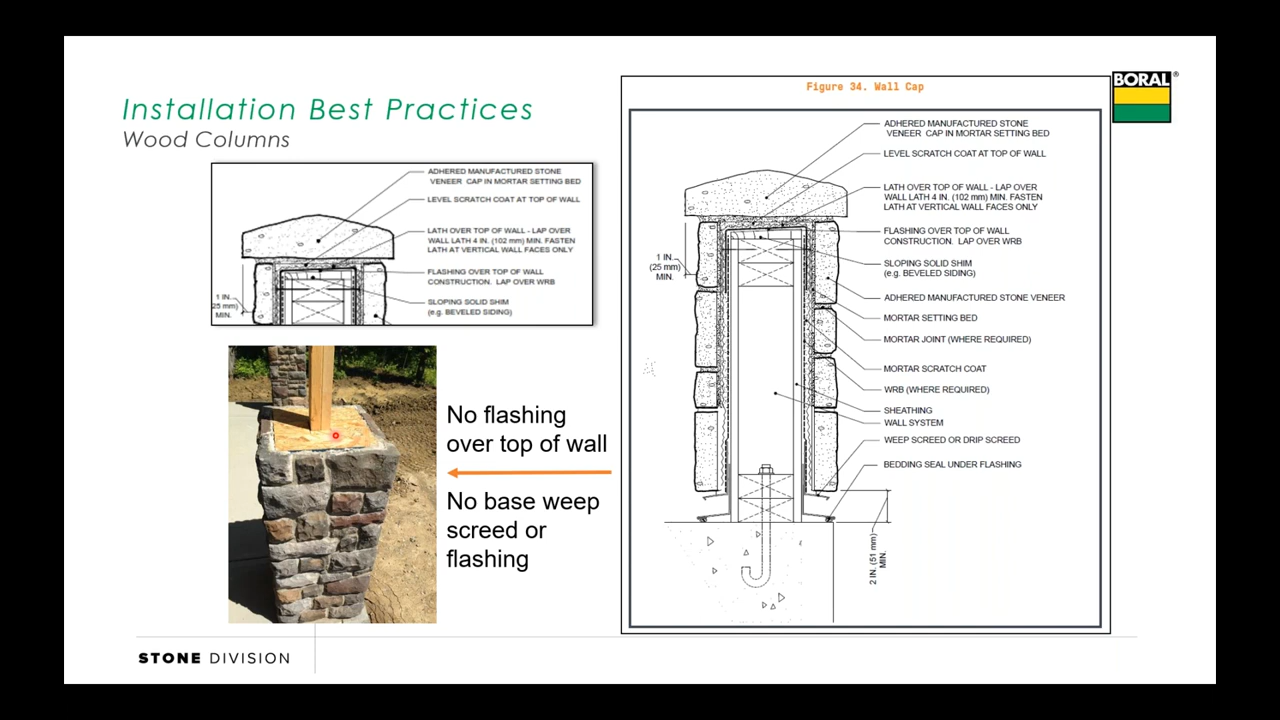 Installation Best Practices
Wood Columns
ADHERED MANUFACTURED STONE
VENEER CAP IN MORTAR SETTING BED
LEVEL SCRATCH COAT AT TOP OF WALL
LATH OVER TOP OF WALL - LAP OVER
WALL LATH 4 IN. (102 mm) MIN. FASTEN
LATH AT VERTICAL WALL FACES ONLY
FLASHING OVER TOP OF WALL
CONSTRUCTION. LAP OVER WRB
SLOPING SOLID SHIM
(e.g. BEVELED SIDING)
1 IN.
25 mm)
MIN.
No flashing
over top of wall
No base weep
screed or
flashing
Figure 34. Wall Cap
ADHERED MANUFACTURED STONE
VENEER CAP IN MORTAR SETTING BED
LEVEL SCRATCH COAT AT TOP OF WALL
LATH OVER TOP OF WALL - LAP OVER
WALL LATH 4 IN. (102 mm) MIN. FASTEN
LATH AT VERTICAL WALL FACES ONLY
FLASHING OVER TOP OF WALL
CONSTRUCTION. LAP OVER WRB
SLOPING SOLID SHIM
(e.g. BEVELED SIDING)
1 IN.
(25 mm)
MIN.
ADHERED MANUFACTURED STONE VENEER
MORTAR SETTING BED
MORTAR JOINT (WHERE REQUIRED)
MORTAR SCRATCH COAT
WRB (WHERE REQUIRED)
SHEATHING
WALL SYSTEM
WEEP SCREED OR DRIP SCREED
BEDDING SEAL UNDER FLASHING
2 IN. (51 mm)
MIN.
BORAL®
STONE DIVISION